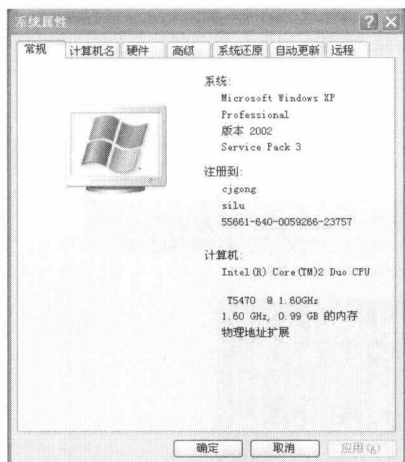 系统属性
常规 计算机名 硬件 高级 系统还原 自动更新 远程
系统:
Microsoft Windows XP
Professional
版本 2002
Service Pack 3
注册到:
cjgong
silu
55661-640-0059266-23757
计算机:
Intel(R) Core(TM)2 Duo CPU
T5470 @ 1.60GHz
1.60 GHz, 0.99 GB 的内存
物理地址扩展
确定 取消 应用(A)